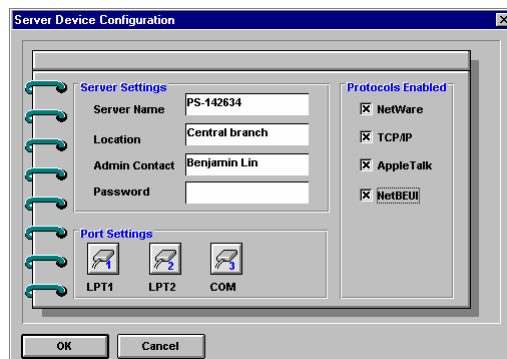 Server Device Configuration
Server Settings
Server Name PS-142634
Location Central branch
Admin Contact Benjamin Lin
Password
Protocols Enabled
NetWare
TCP/IP
AppleTalk
NetBEUI
Port Settings
1 2 3
LPT1 LPT2 COM
OK Cancel